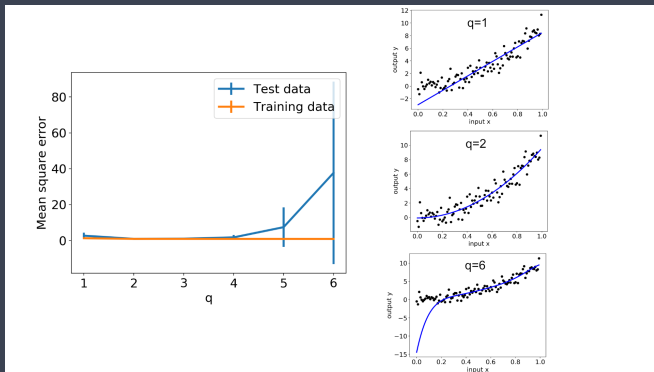 Test data
Training data
Mean square error
80
60
40
20
0
1 2 3 4 5 6
q
q=1
output y
12
10
8
6
4
2
0
−2
0.0 0.2 0.4 0.6 0.8 1.0
input x
q=2
output y
10
8
6
4
2
0
0.0 0.2 0.4 0.6 0.8 1.0
input x
q=6
output y
10
5
0
−5
−10
−15
0.0 0.2 0.4 0.6 0.8 1.0
input x